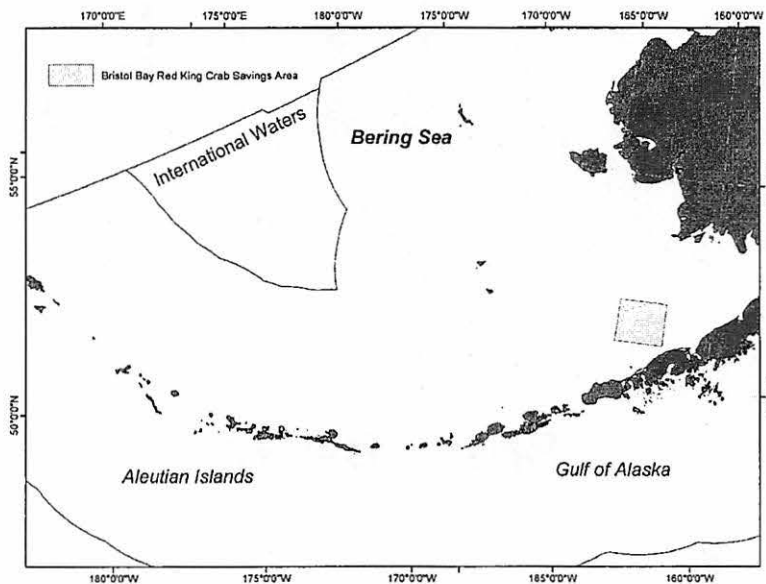 170°0'0"E 175°0'0"E 180°0'0"W 175°0'0"W 170°0'0"W 165°0'0"W 160°0'0"W
Bristol Bay Red King Crab Savings Area
International Waters
Bering Sea
55°0'0"N
50°0'0"N
Aleutian Islands
Gulf of Alaska
180°0'0"W 175°0'0"W 170°0'0"W 165°0'0"W 160°0'0"W